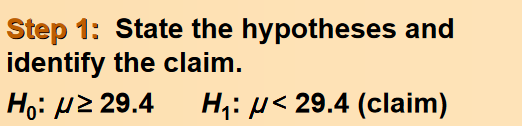 Step 1: State the hypotheses and
identify the claim.
H₀: μ ≥ 29.4 H₁: μ < 29.4 (claim)